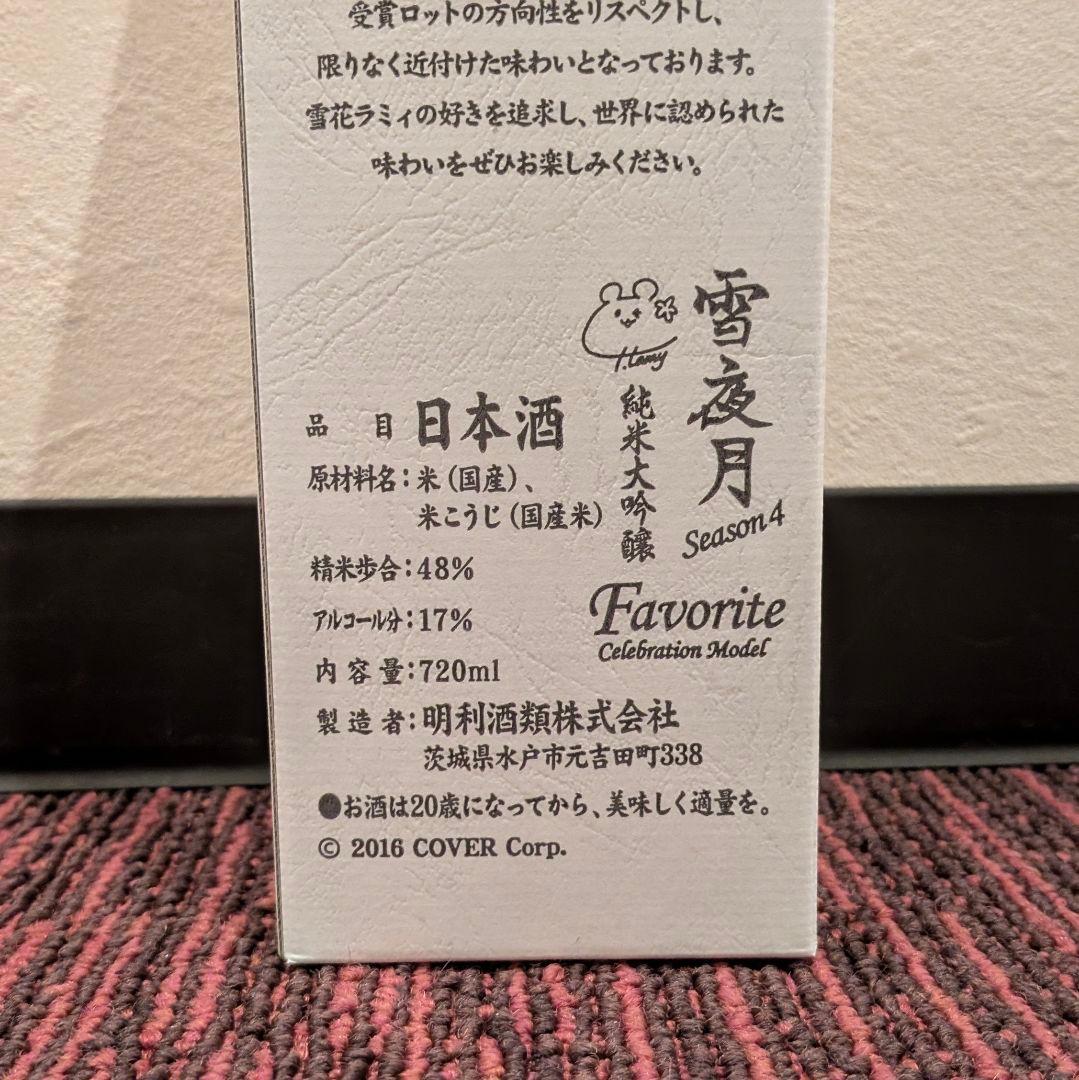 受賞ロットの方向性をリスペクトし、
限りなく近付けた味わいとなっております。
雪花ラミィの好きを追求し、世界に認められた
味わいをぜひお楽しみください。
雪夜月
Season4
純米大吟醸
Favorite
Celebration Model
品目 日本酒
原材料名：米（国産）、
米こうじ（国産米）
精米歩合：48%
アルコール分：17%
内容量：720ml
製造者：明利酒類株式会社
茨城県水戸市元吉田町338
●お酒は20歳になってから、美味しく適量を。
© 2016 COVER Corp.